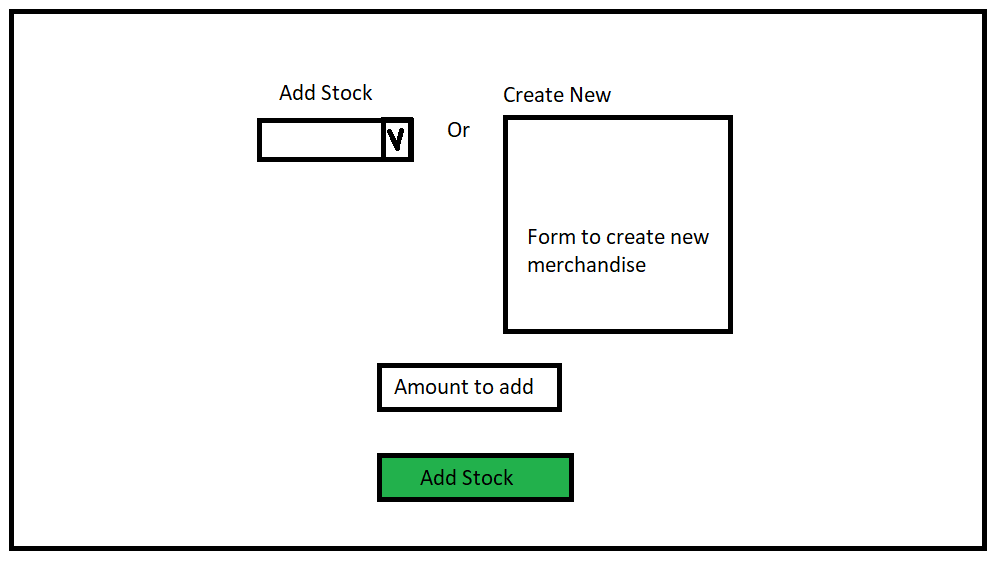 Add Stock
Create New
Or
Form to create new
merchandise
Amount to add
Add Stock